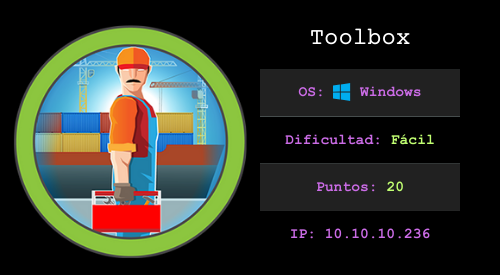 Toolbox
OS: Windows
Dificultad: Fácil
Puntos: 20
IP: 10.10.10.236